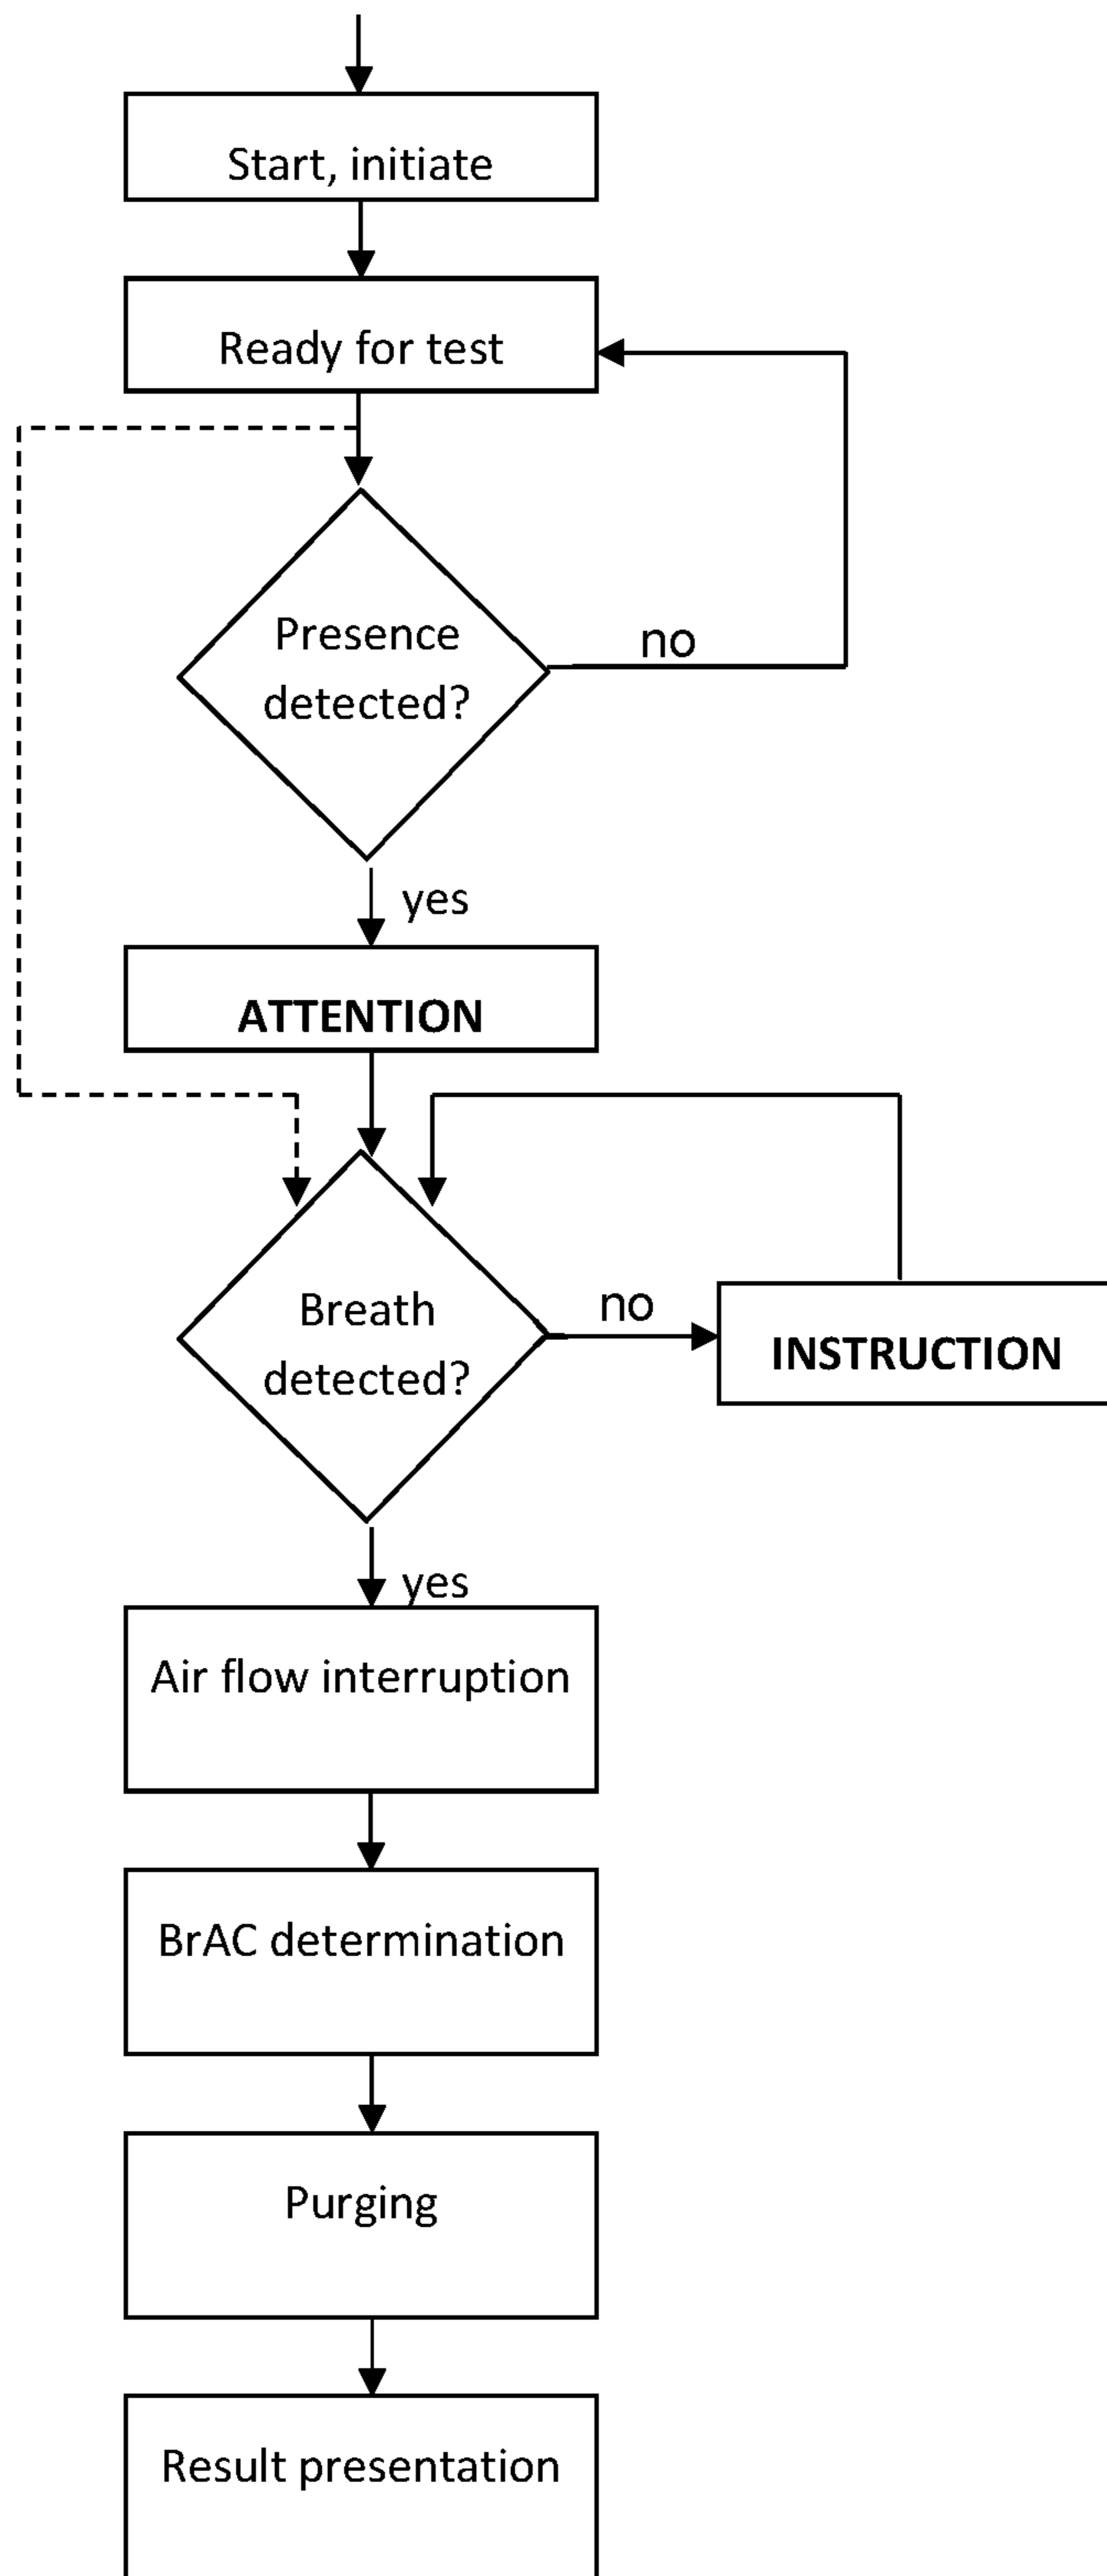 Start, initiate
Ready for test
Presence
detected?
no
yes
ATTENTION
Breath
detected?
no
INSTRUCTION
yes
Air flow interruption
BrAC determination
Purging
Result presentation